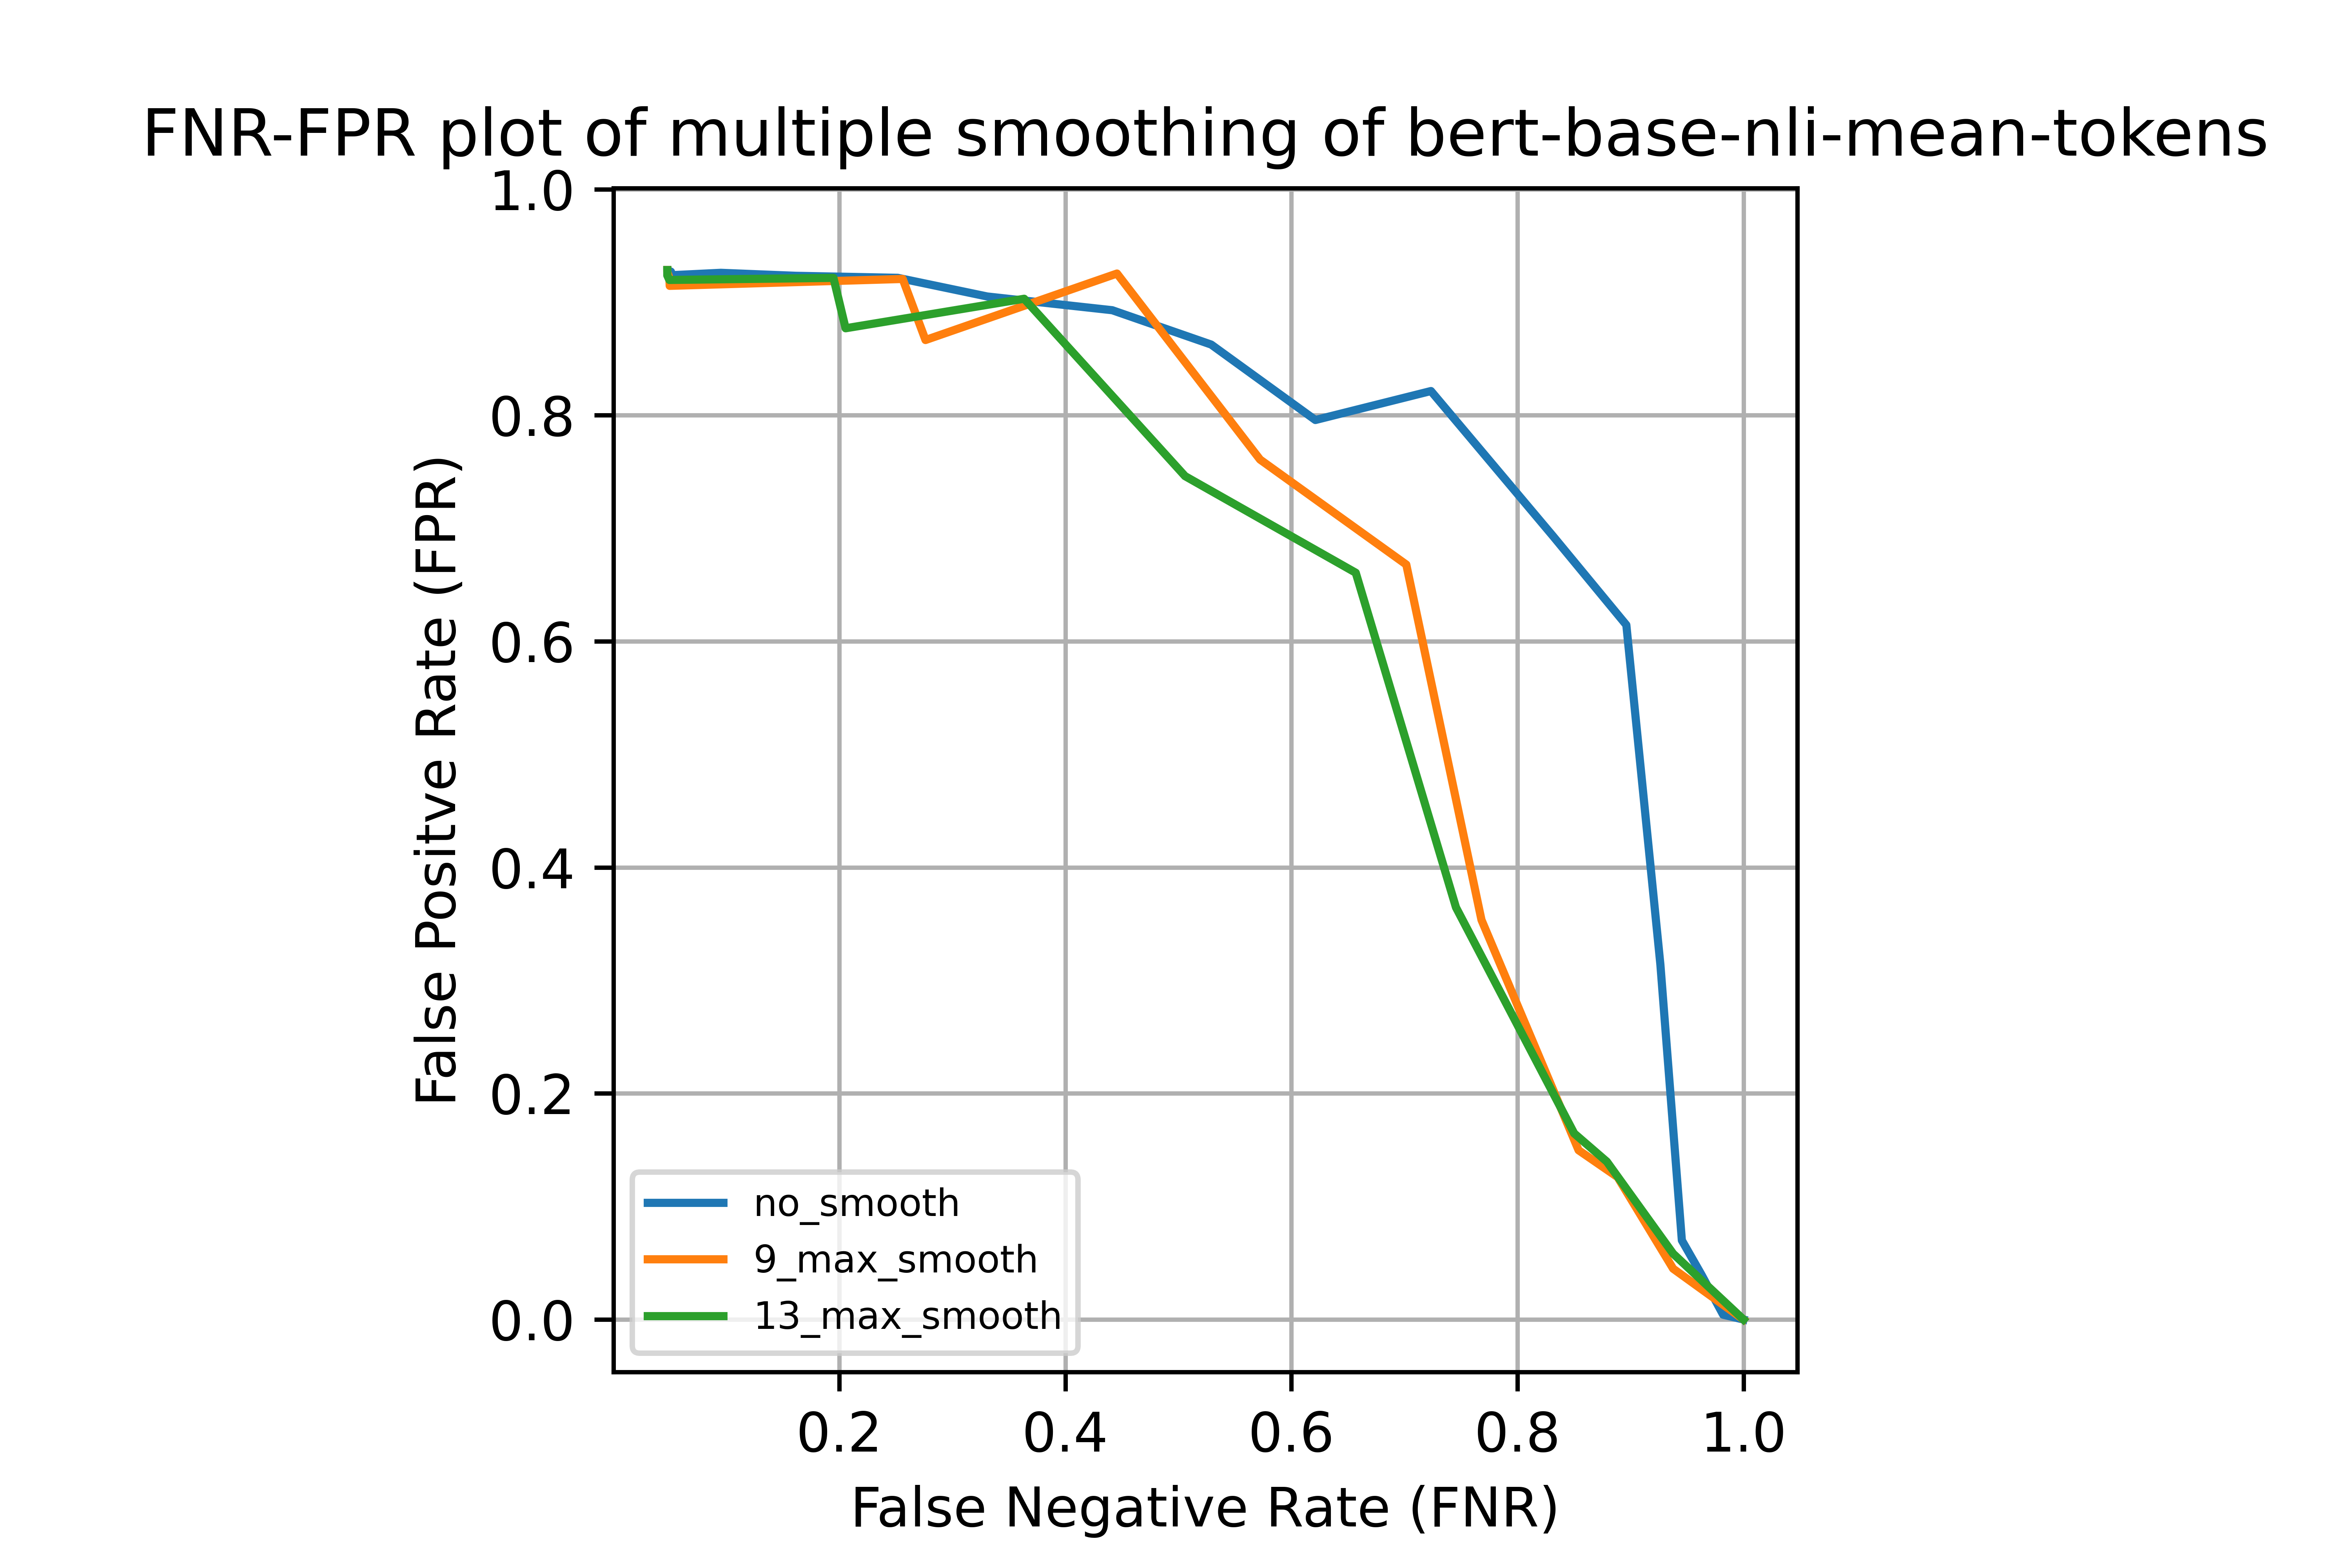 FNR-FPR plot of multiple smoothing of bert-base-nli-mean-tokens
1.0
0.8
0.6
0.4
0.2
0.0
False Positve Rate (FPR)
no_smooth
9_max_smooth
13_max_smooth
0.2 0.4 0.6 0.8 1.0
False Negative Rate (FNR)